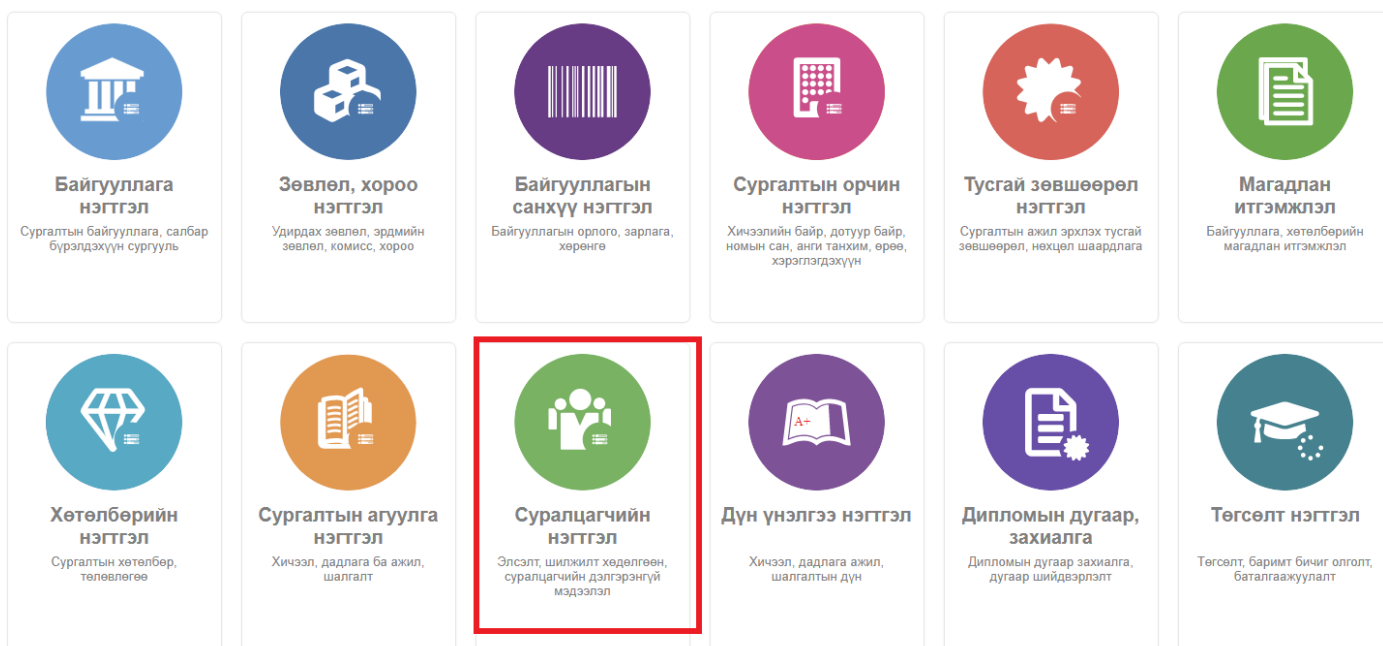 Байгууллага
нэгтгэл
Сургалтын байгууллага, салбар
бүрэлдэхүүн сургууль
Зөвлөл, хороо
нэгтгэл
Удирдах зөвлөл, эрдмийн
зөвлөл, комисс, хороо
Байгууллагын
санхүү нэгтгэл
Байгууллагын орлого, зарлага,
хөрөнгө
Сургалтын орчин
нэгтгэл
Хичээлийн байр, дотуур байр,
номын сан, анги танхим, өрөө,
хэрэглэгдэхүүн
Тусгай зөвшөөрөл
нэгтгэл
Сургалтын ажил эрхлэх тусгай
зөвшөөрөл, нөхцөл шаардлага
Магадлан
итгэмжлэл
Байгууллага, хөтөлбөрийн
магадлан итгэмжлэл
Хөтөлбөрийн
нэгтгэл
Сургалтын хөтөлбөр,
төлөвлөгөө
Сургалтын агуулга
нэгтгэл
Хичээл, дадлага ба ажил,
шалгалт
Суралцагчийн
нэгтгэл
Элсэлт, шилжилт хөдөлгөөн,
суралцагчийн дэлгэрэнгүй
мэдээлэл
A+
Дүн үнэлгээ нэгтгэл
Хичээл, дадлага ажил,
шалгалтын дүн
Дипломын дугаар,
захиалга
Дипломын дугаар захиалга,
дугаар шийдвэрлэлт
Төгсөлт нэгтгэл
Төгсөлт, баримт бичиг олголт,
баталгаажуулалт